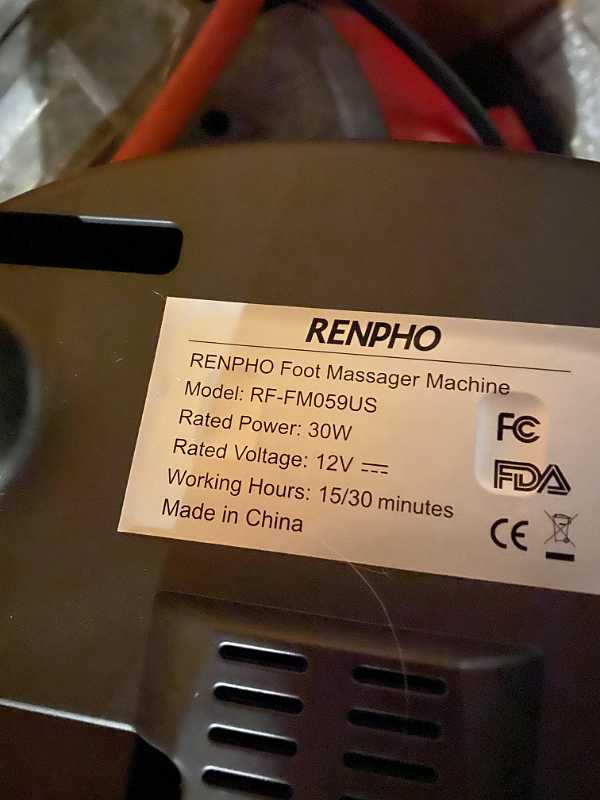 RENPHO
RENPHO Foot Massager Machine
Model: RF-FM059US
Rated Power: 30W
Rated Voltage: 12V
Working Hours: 15/30 minutes
Made in China
FC
FDA
CE